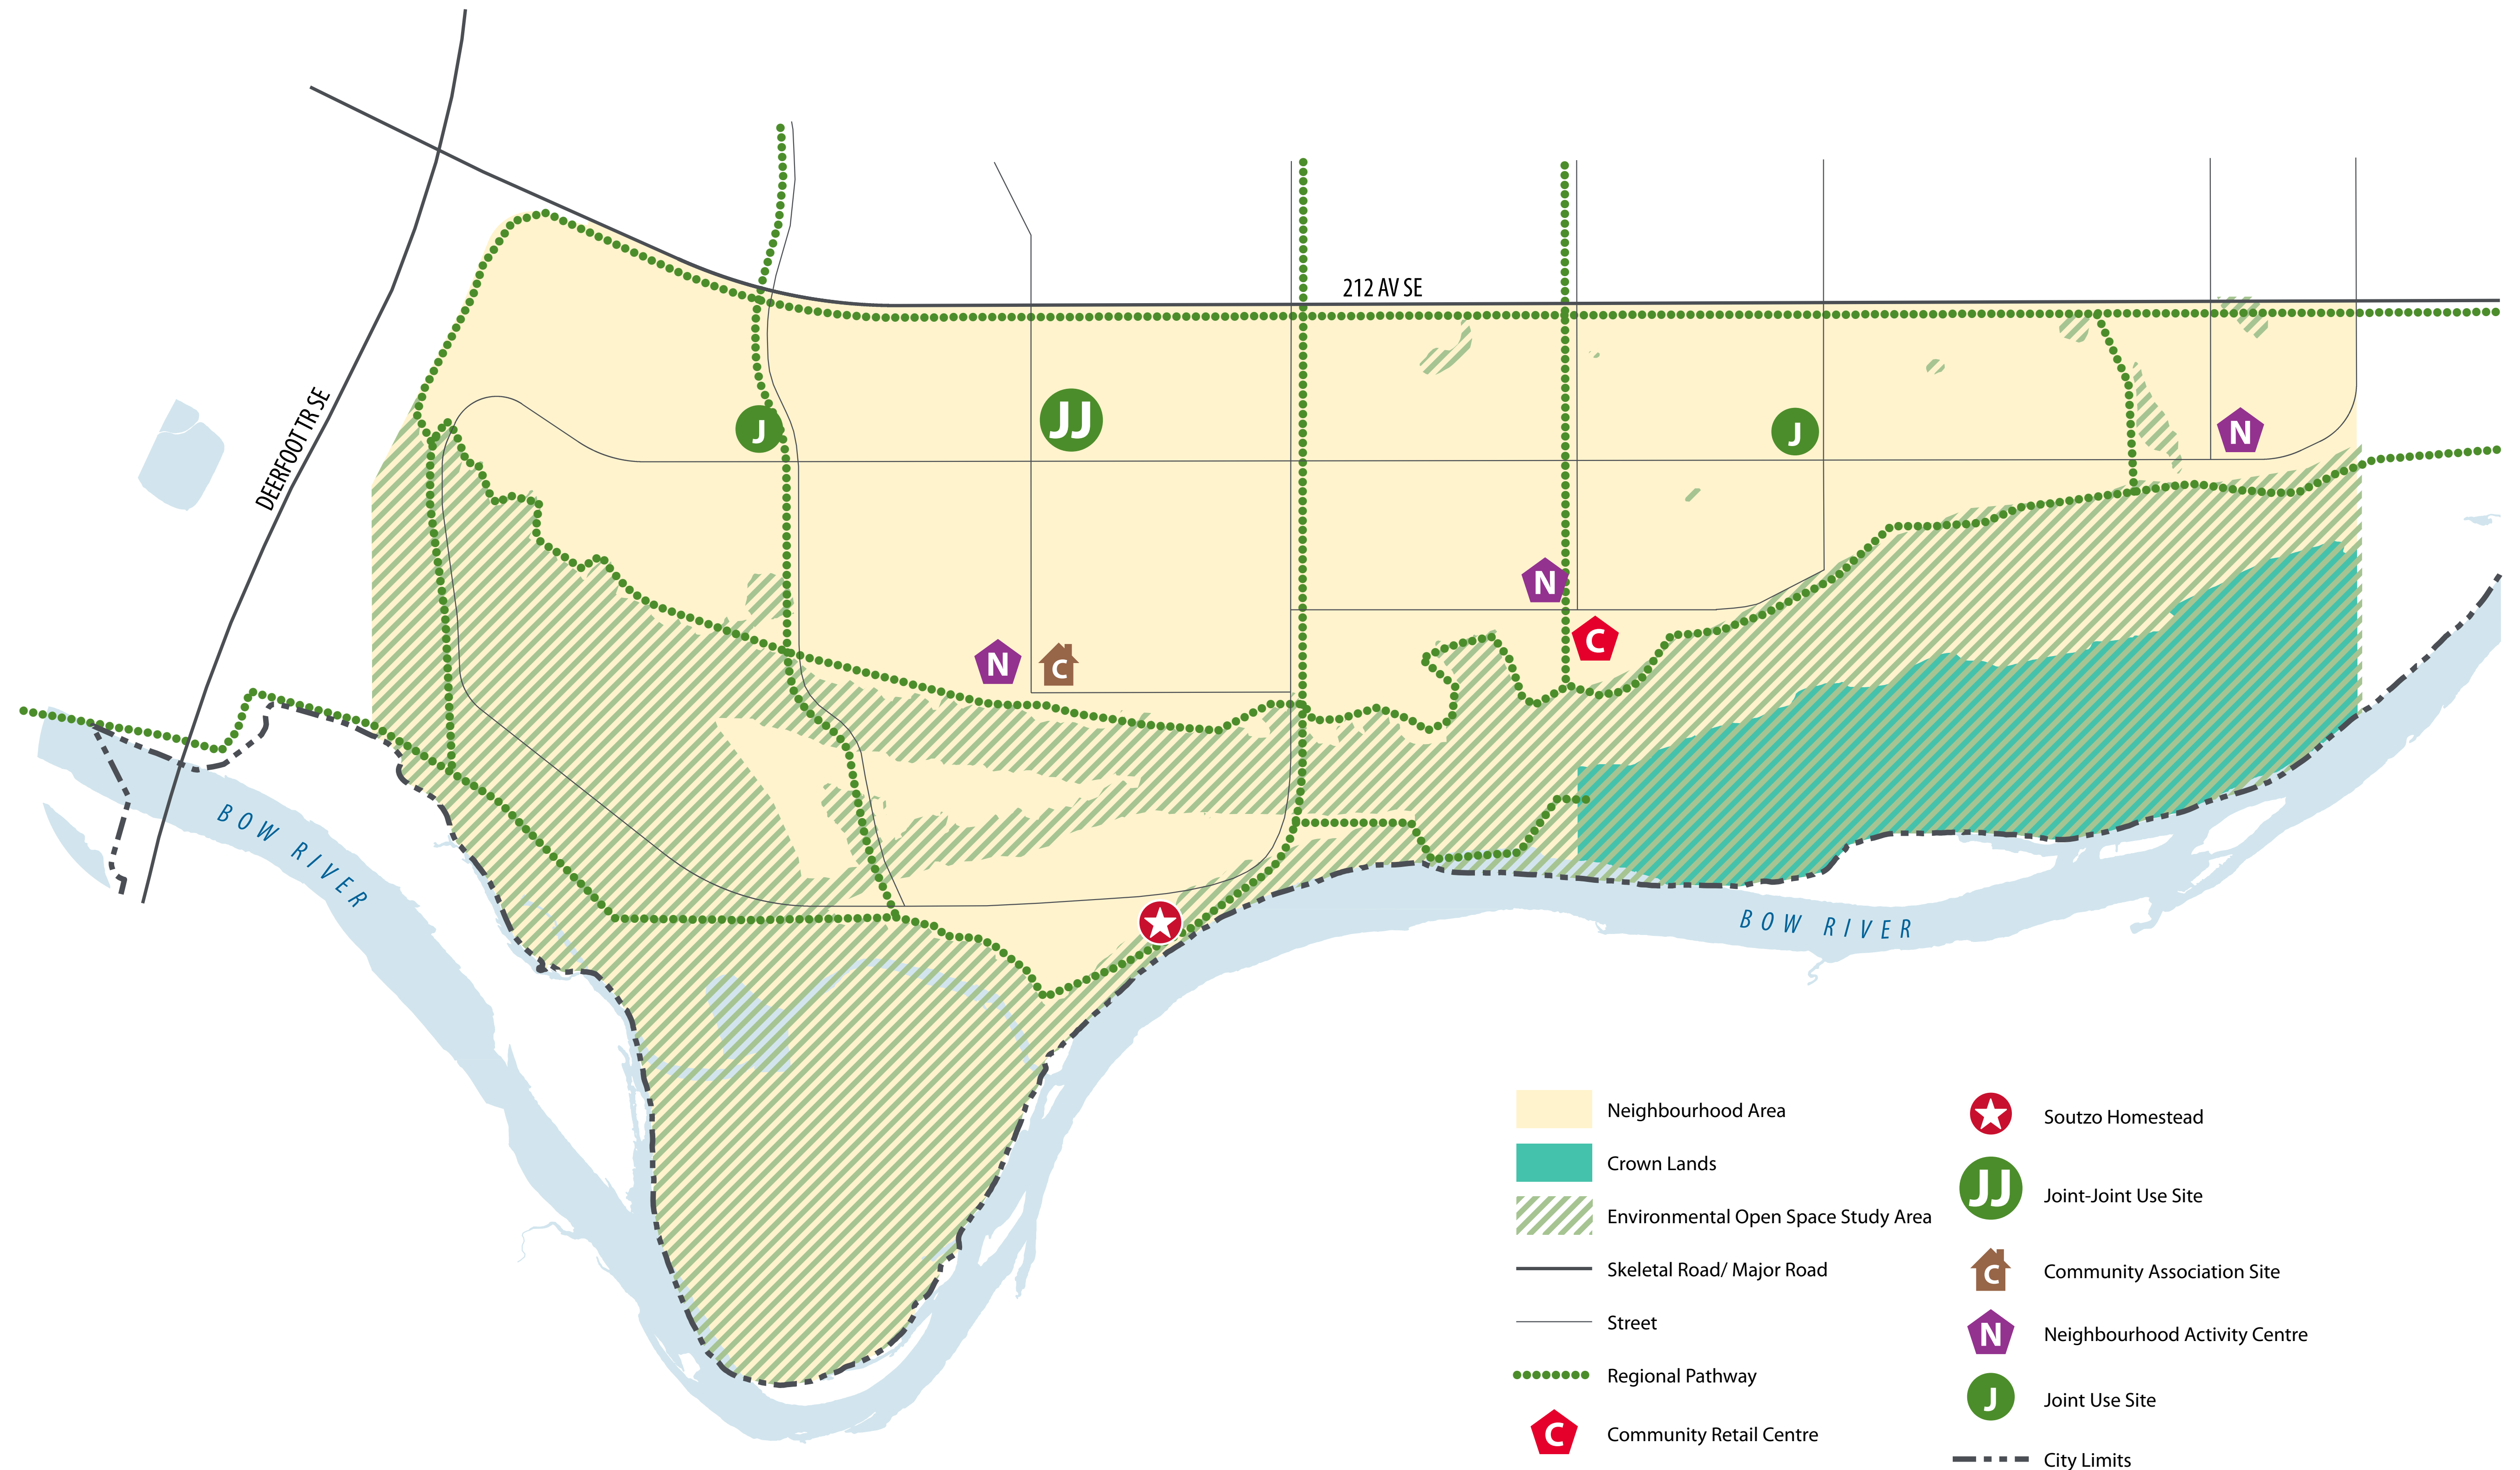 212 AV SE
DEERFOOT TR SE
J
JJ
J
N
N
C
N
C
BOW RIVER
BOW RIVER
Neighbourhood Area
Crown Lands
Environmental Open Space Study Area
Skeletal Road/ Major Road
Street
Regional Pathway
C Community Retail Centre
Soutzo Homestead
JJ Joint-Joint Use Site
C Community Association Site
N Neighbourhood Activity Centre
J Joint Use Site
City Limits